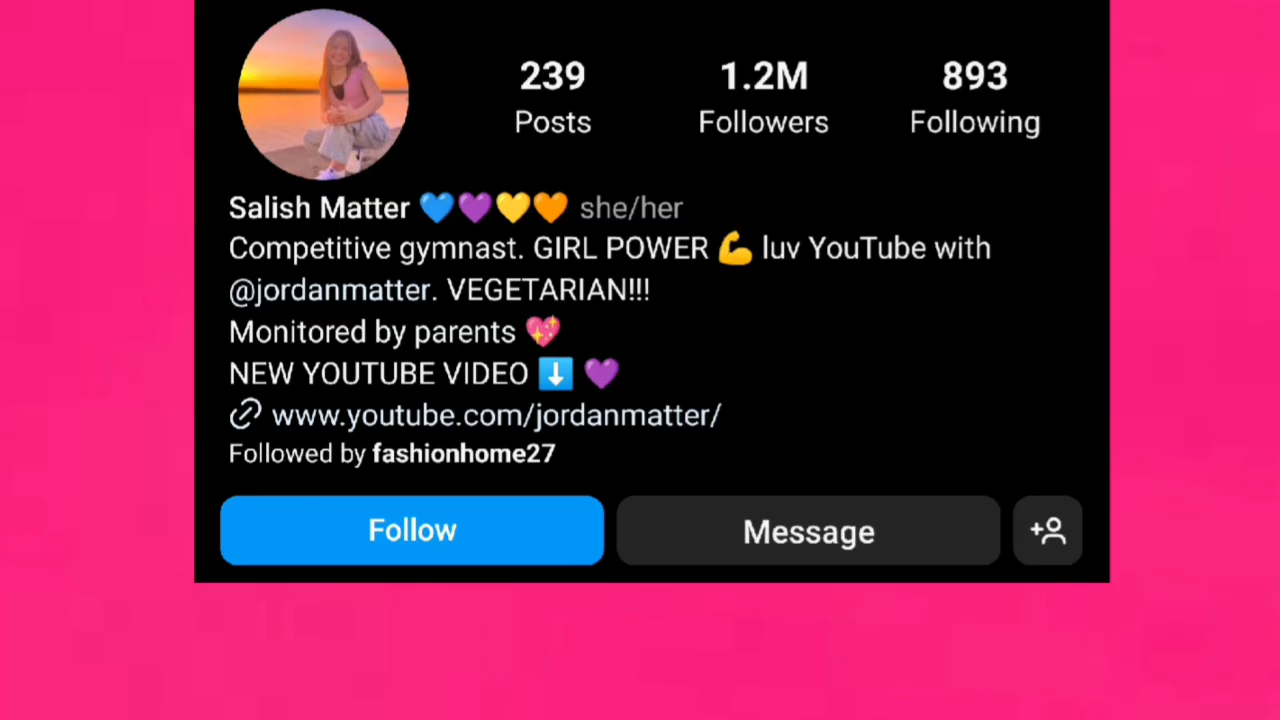 239 1.2M 893
Posts Followers Following
Salish Matter 💙💜💛🧡 she/her
Competitive gymnast. GIRL POWER 💪 luv YouTube with
@jordanmatter. VEGETARIAN!!!
Monitored by parents 💖
NEW YOUTUBE VIDEO ⬇️ 💜
www.youtube.com/jordanmatter/
Followed by fashionhome27
Follow Message